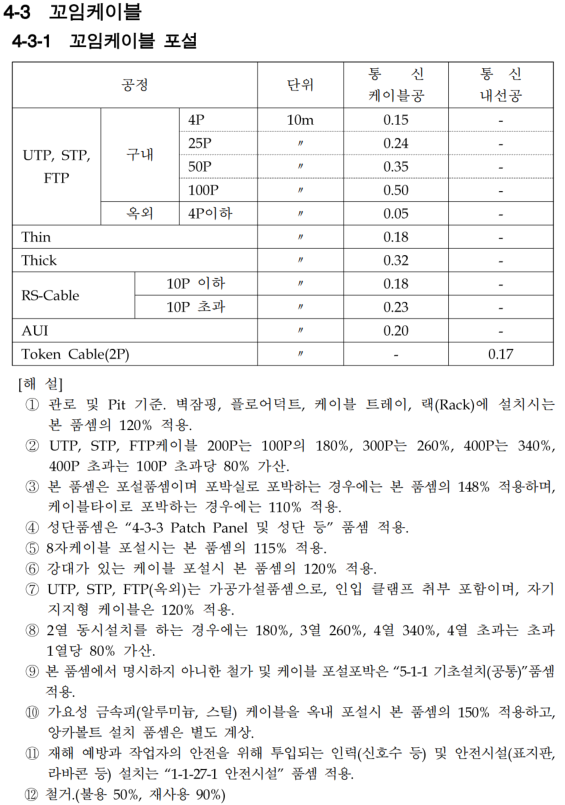 4-3 꼬임케이블
4-3-1 꼬임케이블 포설
공정 단위 통 신 케이블공 통 신 내선공
UTP, STP, FTP 구내 4P 10m 0.15 -
25P 〃 0.24 -
50P 〃 0.35 -
100P 〃 0.50 -
옥외 4P이하 〃 0.05 -
Thin 〃 0.18 -
Thick 〃 0.32 -
RS-Cable 10P 이하 〃 0.18 -
10P 초과 〃 0.23 -
AUI 〃 0.20 -
Token Cable(2P) 〃 - 0.17
[해 설]
① 관로 및 Pit 기준. 벽잠핑, 플로어덕트, 케이블 트레이, 랙(Rack)에 설치시는
본 품셈의 120% 적용.
② UTP, STP, FTP케이블 200P는 100P의 180%, 300P는 260%, 400P는 340%,
400P 초과는 100P 초과당 80% 가산.
③ 본 품셈은 포설품셈이며 포박실로 포박하는 경우에는 본 품셈의 148% 적용하며,
케이블타이로 포박하는 경우에는 110% 적용.
④ 성단품셈은 “4-3-3 Patch Panel 및 성단 등” 품셈 적용.
⑤ 8자케이블 포설시는 본 품셈의 115% 적용.
⑥ 강대가 있는 케이블 포설시 본 품셈의 120% 적용.
⑦ UTP, STP, FTP(옥외)는 가공가설품셈으로, 인입 클램프 취부 포함이며, 자기
지지형 케이블은 120% 적용.
⑧ 2열 동시설치를 하는 경우에는 180%, 3열 260%, 4열 340%, 4열 초과는 초과
1열당 80% 가산.
⑨ 본 품셈에서 명시하지 아니한 철가 및 케이블 포설포박은 “5-1-1 기초설치(공통)”품셈
적용.
⑩ 가요성 금속피(알루미늄, 스틸) 케이블을 옥내 포설시 본 품셈의 150% 적용하고,
앙카볼트 설치 품셈은 별도 계상.
⑪ 재해 예방과 작업자의 안전을 위해 투입되는 인력(신호수 등) 및 안전시설(표지판,
라바콘 등) 설치는 “1-1-27-1 안전시설” 품셈 적용.
⑫ 철거.(불용 50%, 재사용 90%)